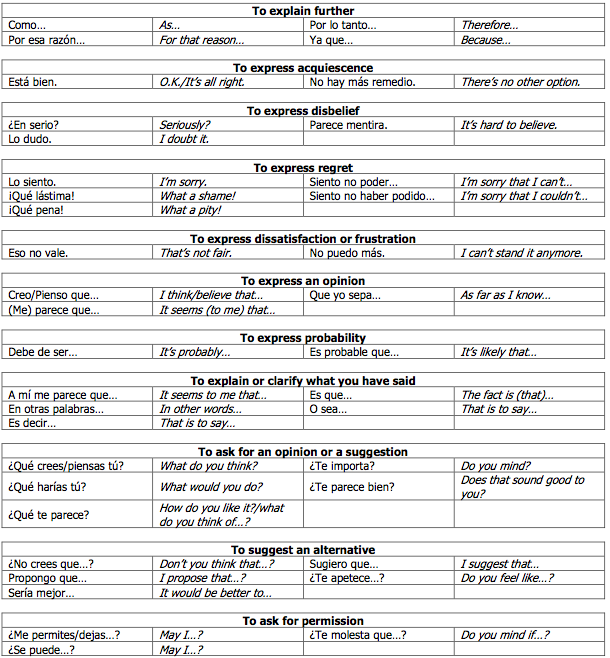 To explain further
Como… As… Por lo tanto… Therefore…
Por esa razón… For that reason… Ya que… Because…
To express acquiescence
Está bien. O.K./It's all right. No hay más remedio. There's no other option.
To express disbelief
¿En serio? Seriously? Parece mentira. It's hard to believe.
Lo dudo. I doubt it.
To express regret
Lo siento. I'm sorry. Siento no poder… I'm sorry that I can't…
¡Qué lástima! What a shame! Siento no haber podido… I'm sorry that I couldn't…
¡Qué pena! What a pity!
To express dissatisfaction or frustration
Eso no vale. That's not fair. No puedo más. I can't stand it anymore.
To express an opinion
Creo/Pienso que… I think/believe that… Que yo sepa… As far as I know…
(Me) parece que… It seems (to me) that…
To express probability
Debe de ser… It's probably… Es probable que… It's likely that…
To explain or clarify what you have said
A mí me parece que… It seems to me that… Es que… The fact is (that)…
En otras palabras… In other words… O sea… That is to say…
Es decir… That is to say…
To ask for an opinion or a suggestion
¿Qué crees/piensas tú? What do you think? ¿Te importa? Do you mind?
¿Qué harías tú? What would you do? ¿Te parece bien? Does that sound good to
you?
¿Qué te parece? How do you like it?/what
do you think of…?
To suggest an alternative
¿No crees que…? Don't you think that…? Sugiero que… I suggest that…
Propongo que… I propose that…? ¿Te apetece…? Do you feel like…?
Sería mejor… It would be better to…
To ask for permission
¿Me permites/dejas…? May I…? ¿Te molesta que…? Do you mind if…?
¿Se puede…? May I…?